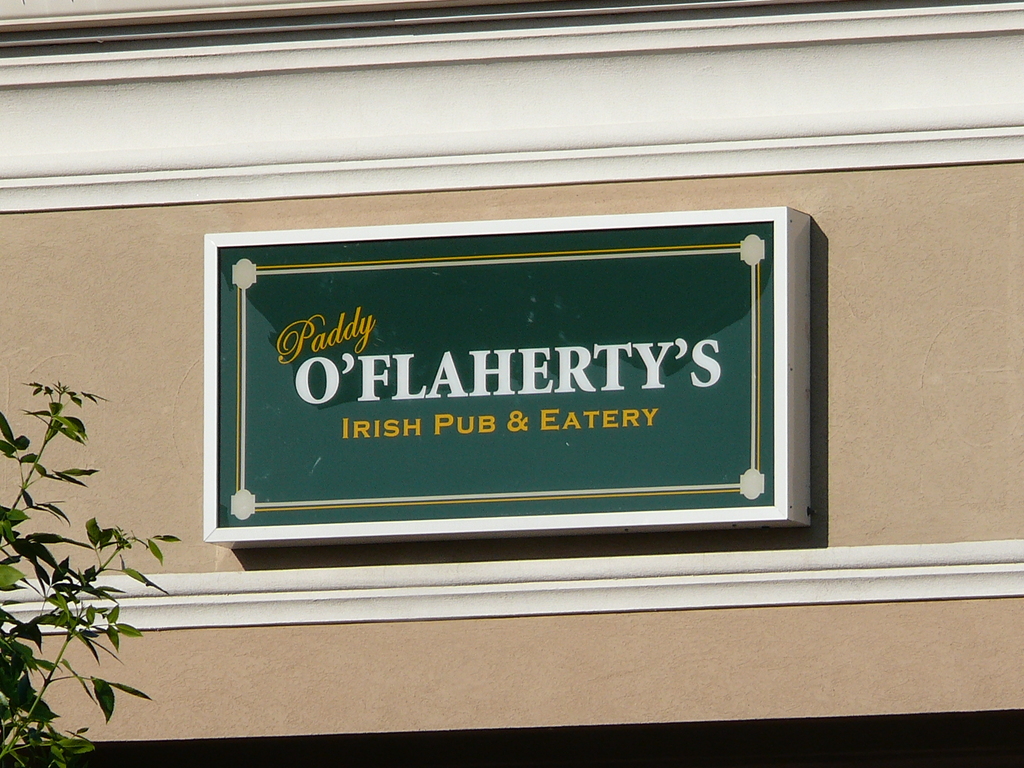 Paddy
O'FLAHERTY'S
IRISH PUB & EATERY